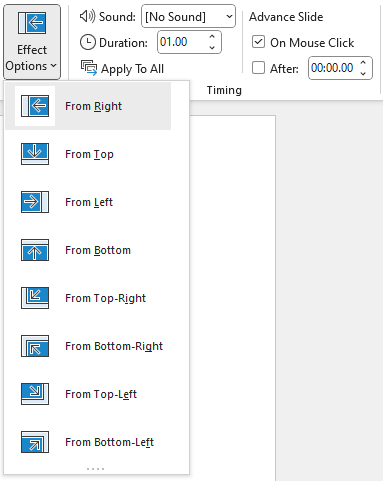 Effect
Options
Sound: [No Sound]
Duration: 01.00
Apply To All
Advance Slide
On Mouse Click
After: 00:00.00
Timing
From Right
From Top
From Left
From Bottom
From Top-Right
From Bottom-Right
From Top-Left
From Bottom-Left